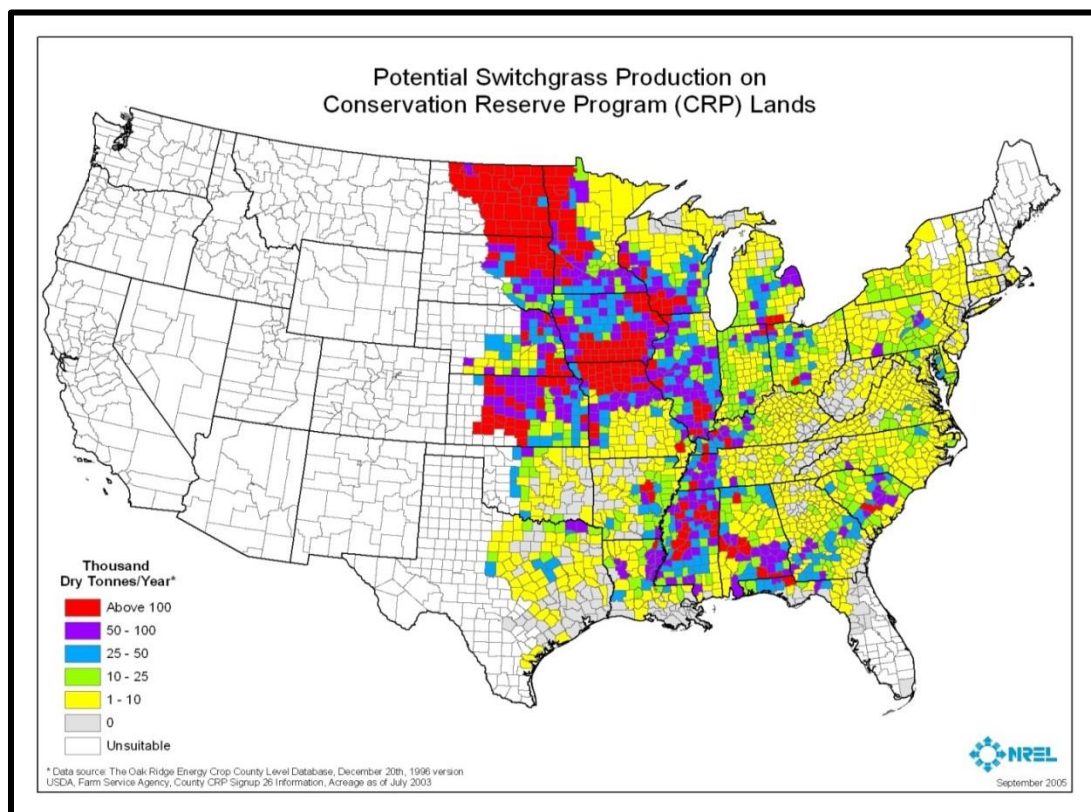 Potential Switchgrass Production on
Conservation Reserve Program (CRP) Lands
Thousand
Dry Tonnes/Year*
Above 100
50 - 100
25 - 50
10 - 25
1 - 10
0
Unsuitable
* Data source: The Oak Ridge Energy Crop County Level Database, December 20th, 1996 version
USDA, Farm Service Agency, County CRP Signup 26 Information, Acreage as of July 2003
NREL
September 2005